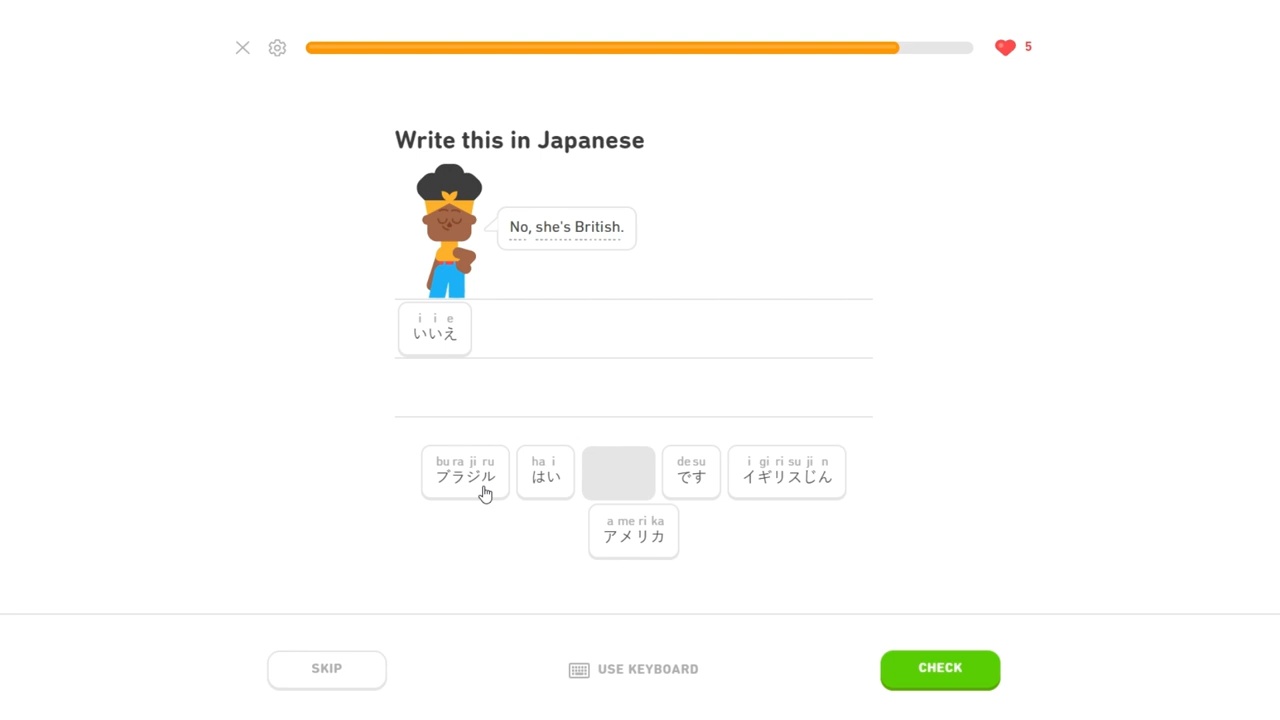 5
Write this in Japanese
No, she's British.
i i e
いいえ
bu ra ji ru
ブラジル
ha i
はい
de su
です
i gi ri su ji n
イギリスじん
a me ri ka
アメリカ
SKIP
USE KEYBOARD
CHECK